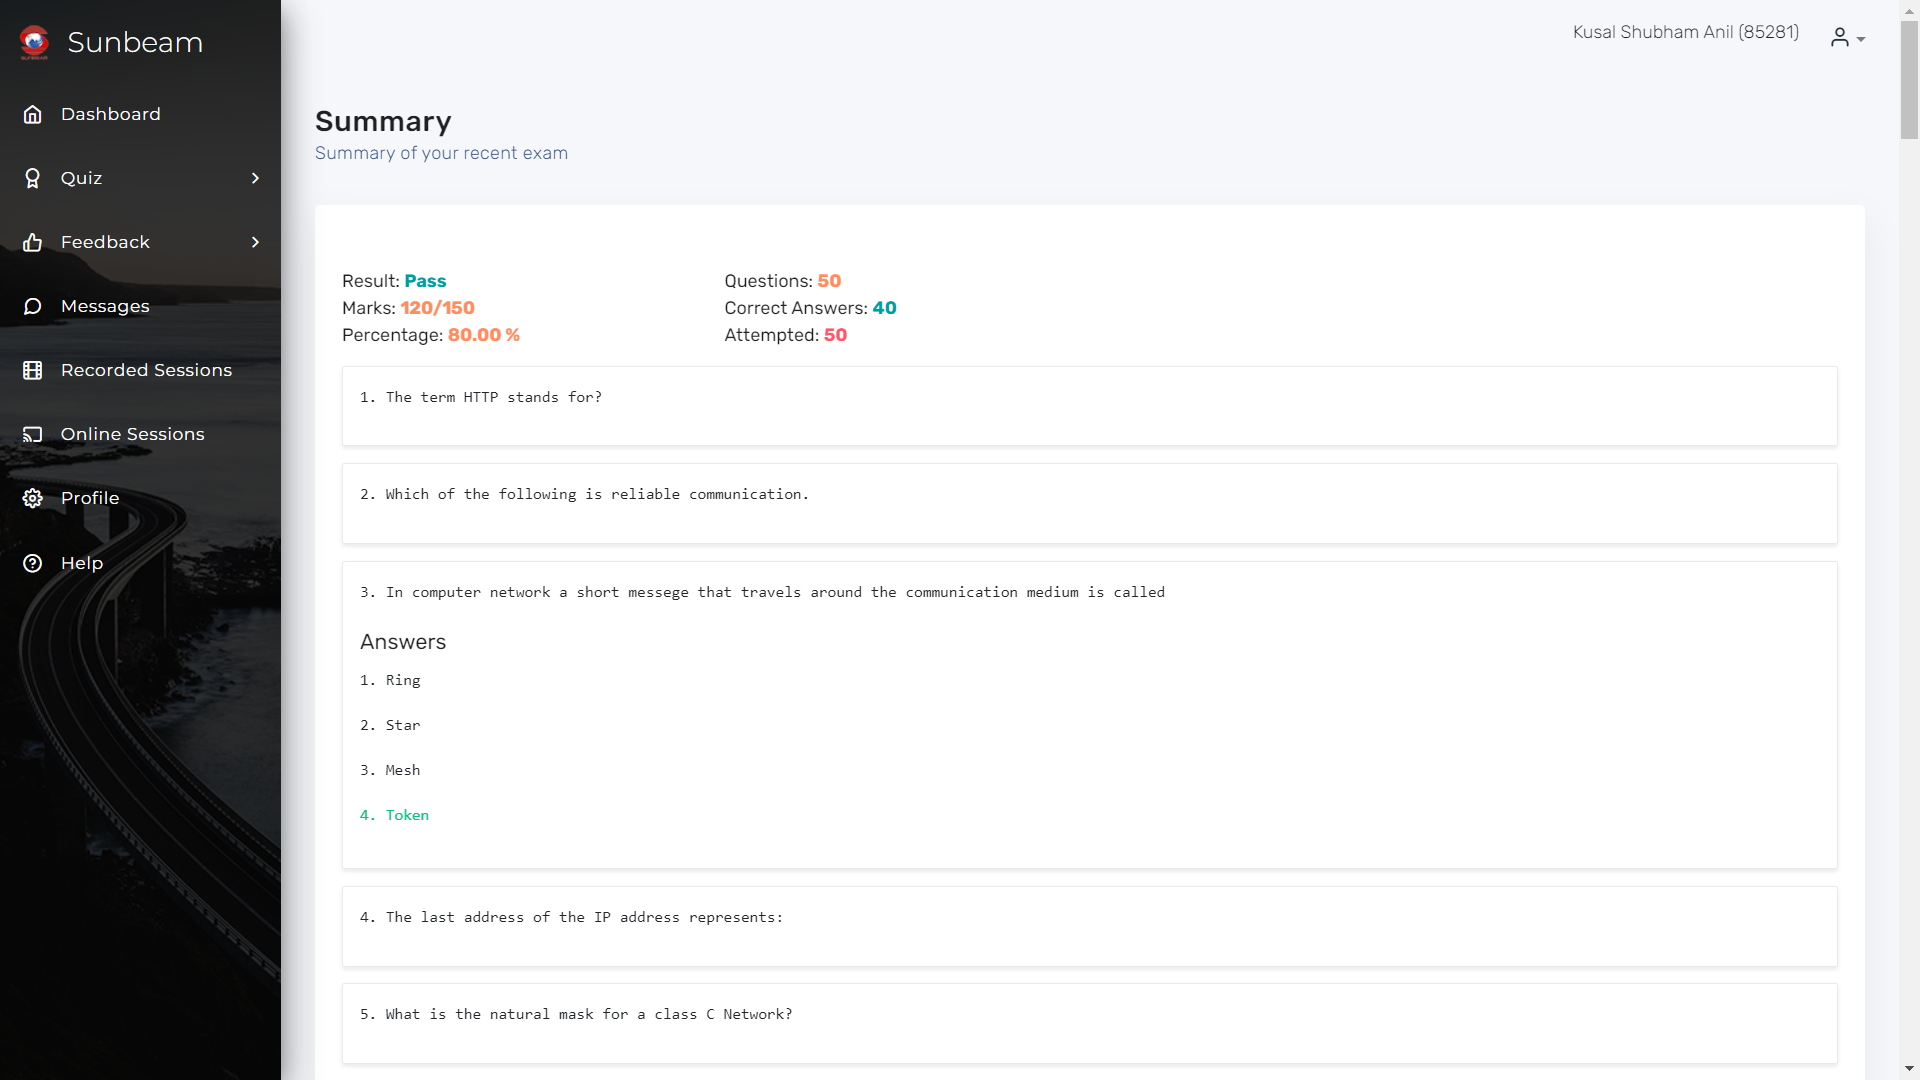 Sunbeam
Dashboard
Quiz
Feedback
Messages
Recorded Sessions
Online Sessions
Profile
Help
Kusal Shubham Anil (85281)
Summary
Summary of your recent exam
Result: Pass
Marks: 120/150
Percentage: 80.00 %
Questions: 50
Correct Answers: 40
Attempted: 50
1. The term HTTP stands for?
2. Which of the following is reliable communication.
3. In computer network a short messege that travels around the communication medium is called
Answers
1. Ring
2. Star
3. Mesh
4. Token
4. The last address of the IP address represents:
5. What is the natural mask for a class C Network?